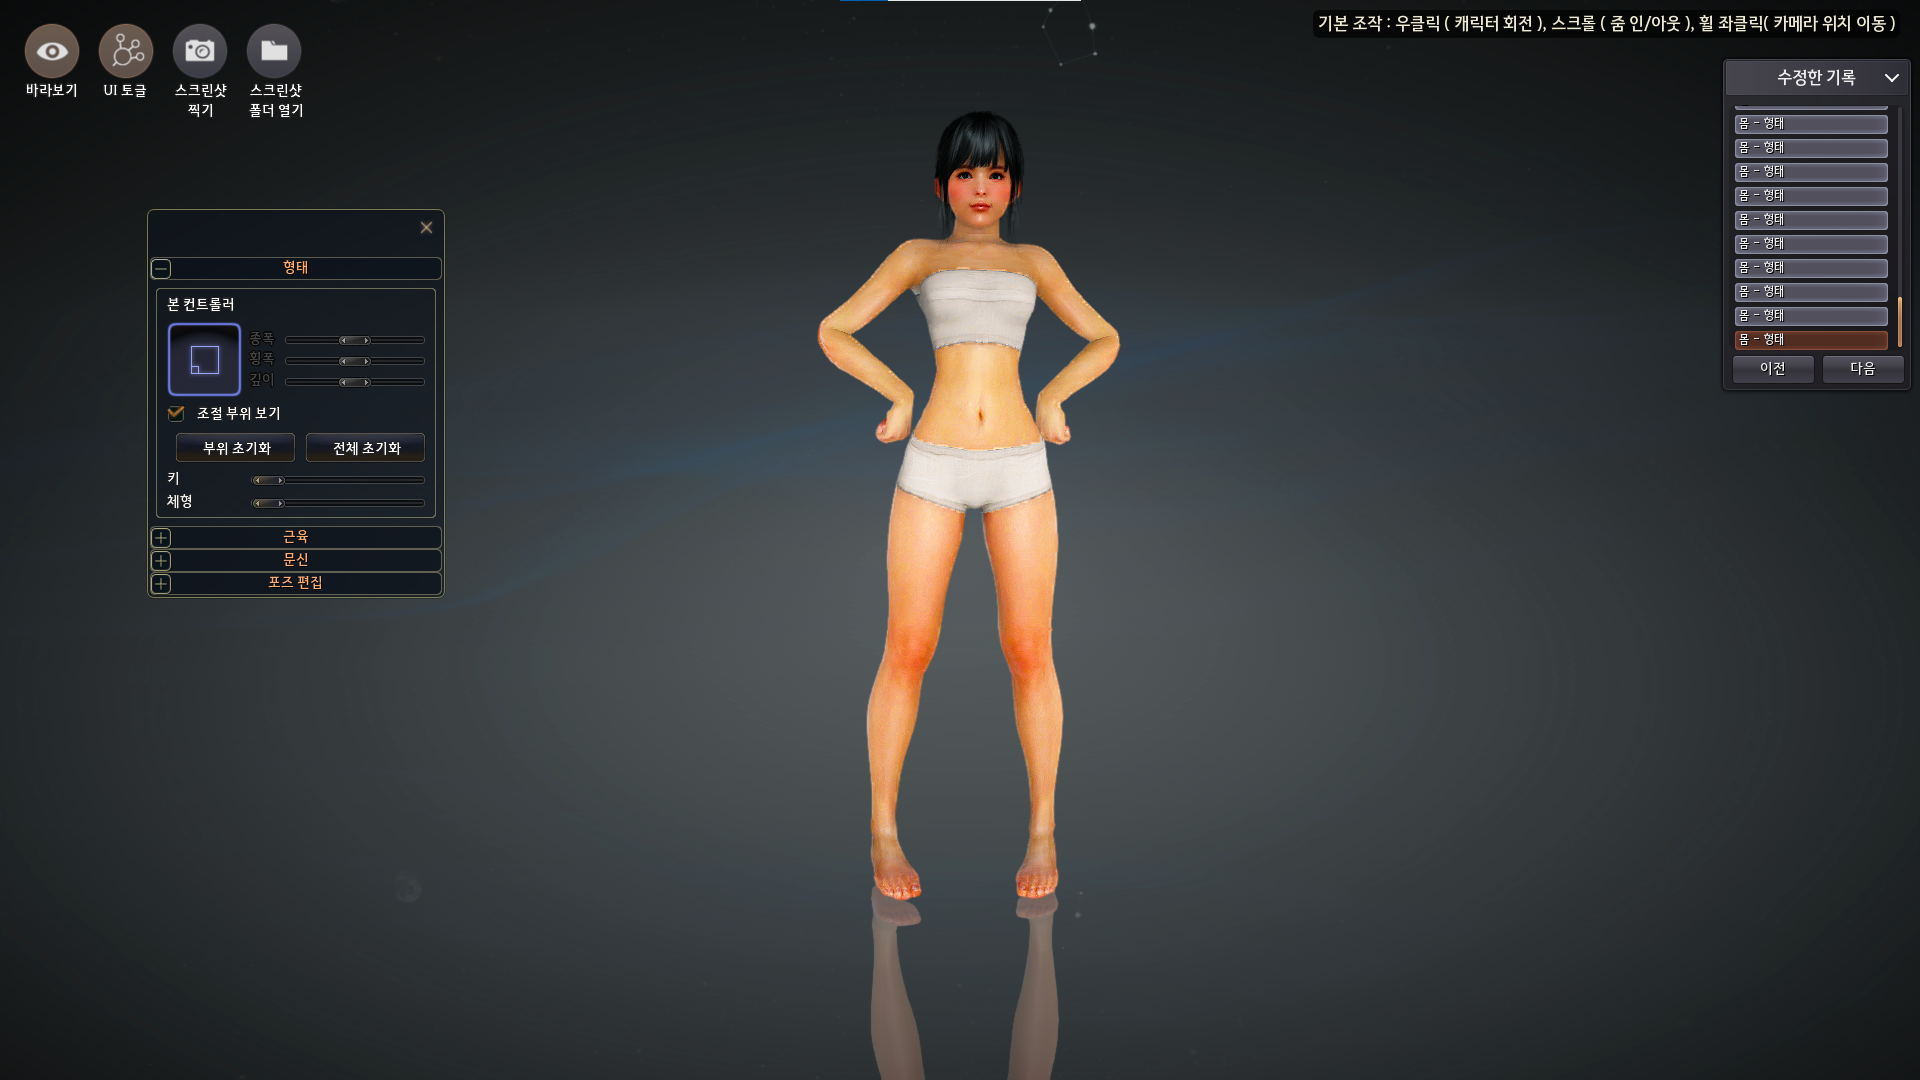 기본 조작 : 우클릭 ( 캐릭터 회전 ), 스크롤 ( 줌 인/아웃 ), 휠 좌클릭( 카메라 위치 이동 )
바라보기
UI 토글
스크린샷
찍기
스크린샷
폴더 열기
수정한 기록
몸 - 형태
몸 - 형태
몸 - 형태
몸 - 형태
몸 - 형태
몸 - 형태
몸 - 형태
몸 - 형태
몸 - 형태
몸 - 형태
이전
다음
형태
본 컨트롤러
종폭
횡폭
깊이
조절 부위 보기
부위 초기화
전체 초기화
키
체형
근육
문신
포즈 편집